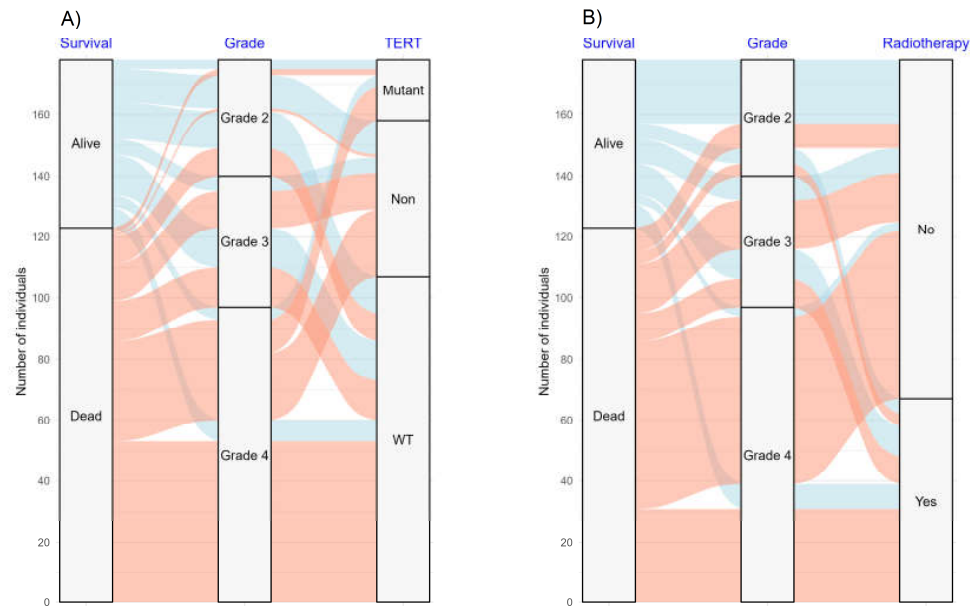 A)
Survival Grade TERT
Number of individuals
160
140
120
100
80
60
40
20
0
Alive
Dead
Grade 2
Grade 3
Grade 4
Mutant
Non
WT
B)
Survival Grade Radiotherapy
Number of individuals
160
140
120
100
80
60
40
20
0
Alive
Dead
Grade 2
Grade 3
Grade 4
No
Yes